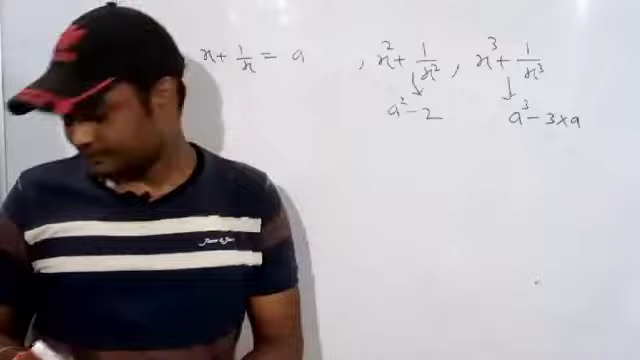 x + 1/x = a , x² + 1/x² , x³ + 1/x³
a² - 2 a³ - 3×a